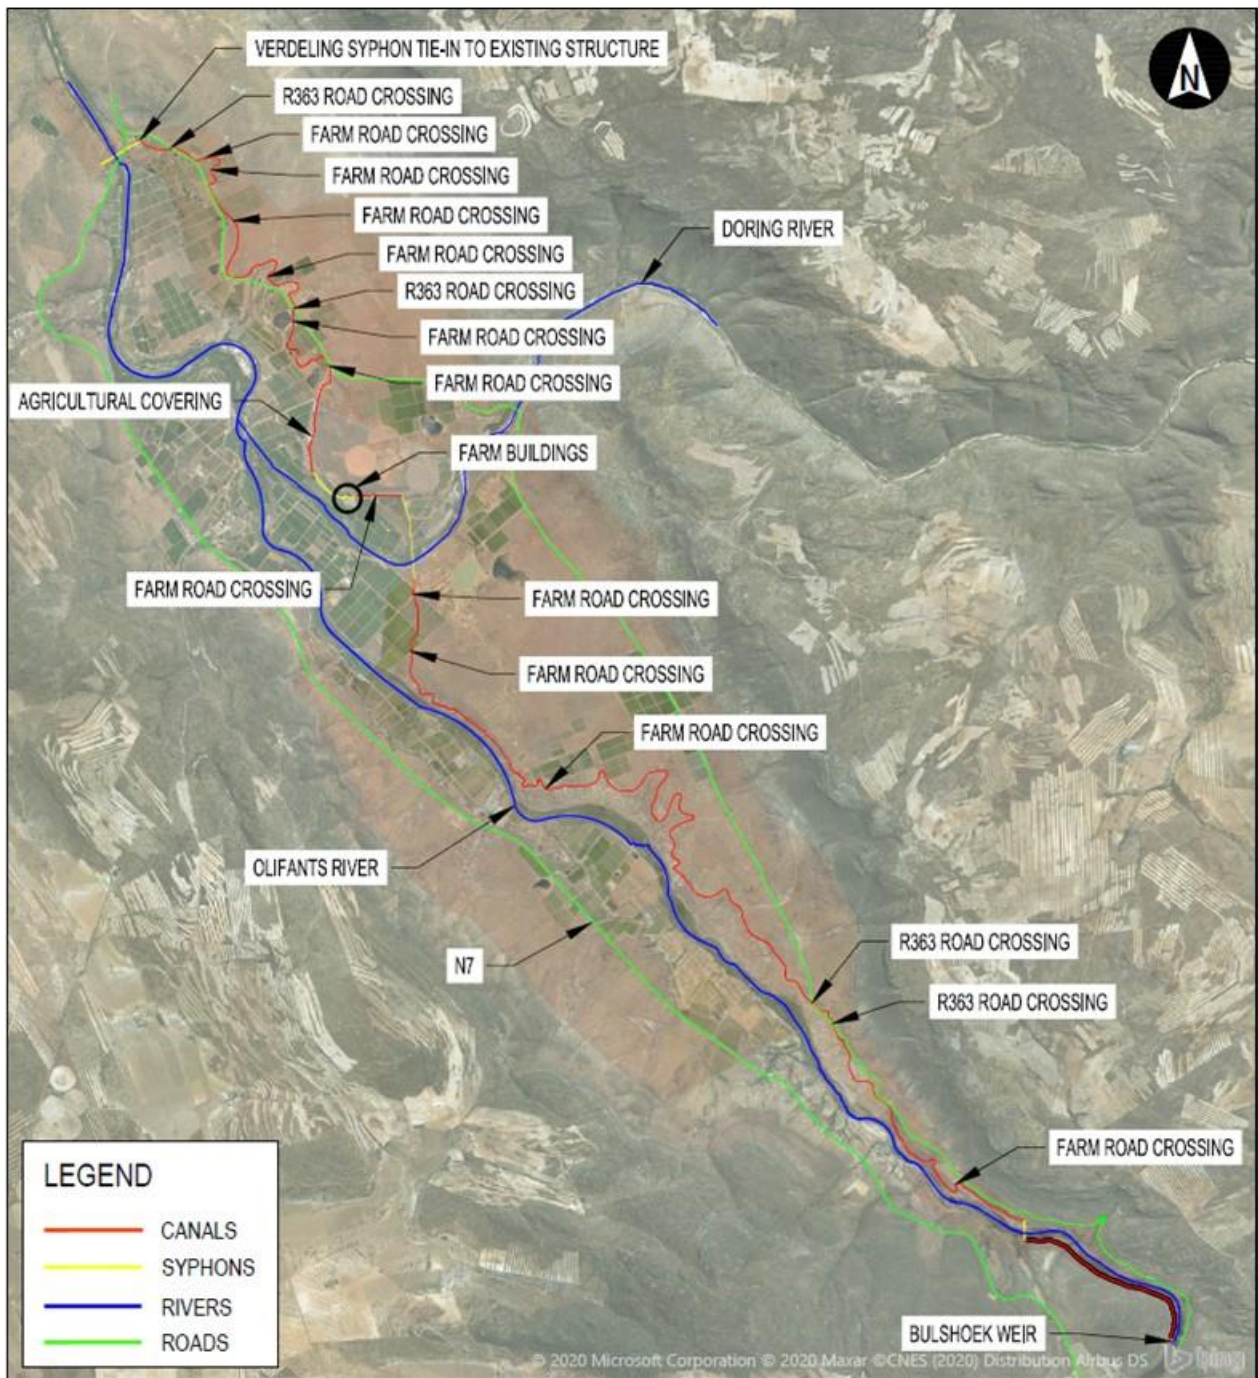 VERDELING SYPHON TIE-IN TO EXISTING STRUCTURE
N
R363 ROAD CROSSING
FARM ROAD CROSSING
FARM ROAD CROSSING
FARM ROAD CROSSING
DORING RIVER
FARM ROAD CROSSING
R363 ROAD CROSSING
FARM ROAD CROSSING
FARM ROAD CROSSING
AGRICULTURAL COVERING
FARM BUILDINGS
FARM ROAD CROSSING
FARM ROAD CROSSING
FARM ROAD CROSSING
FARM ROAD CROSSING
OLIFANTS RIVER
R363 ROAD CROSSING
N7
R363 ROAD CROSSING
FARM ROAD CROSSING
LEGEND
CANALS
SYPHONS
RIVERS
ROADS
BULSHOEK WEIR
© 2020 Microsoft Corporation © 2020 Maxar ©CNES (2020) Distribution Airbus DS
bing